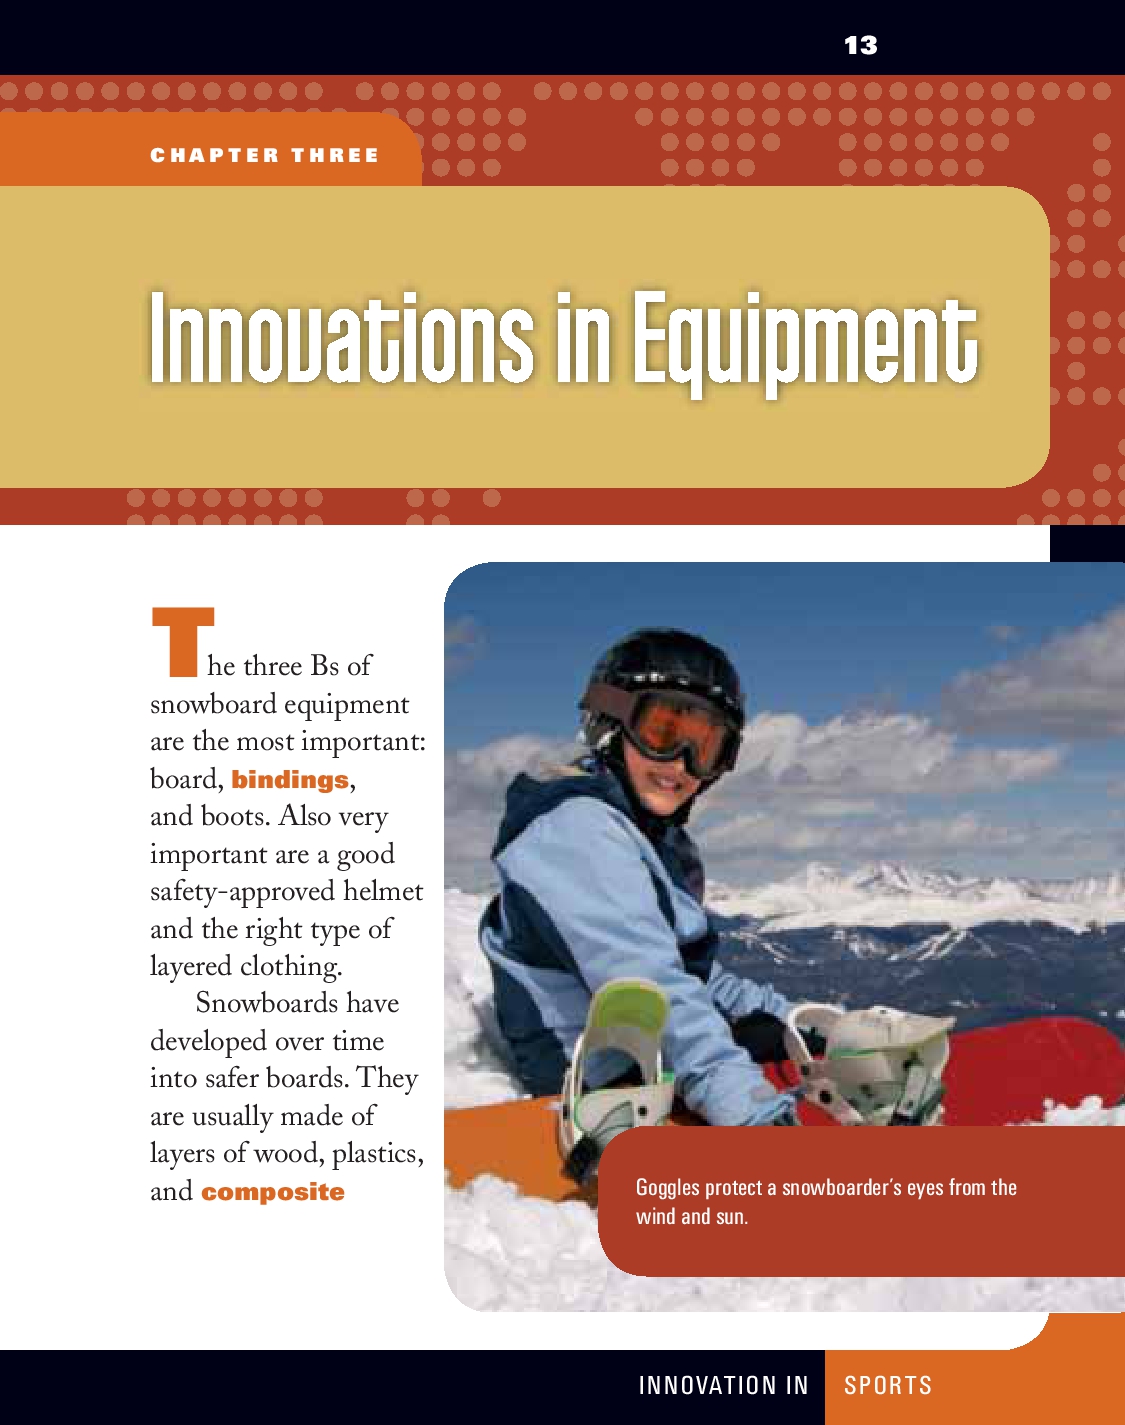 13
CHAPTER THREE
Innovations in Equipment
The three Bs of
snowboard equipment
are the most important:
board, bindings,
and boots. Also very
important are a good
safety-approved helmet
and the right type of
layered clothing.
Snowboards have
developed over time
into safer boards. They
are usually made of
layers of wood, plastics,
and composite
Goggles protect a snowboarder's eyes from the
wind and sun.
INNOVATION IN SPORTS